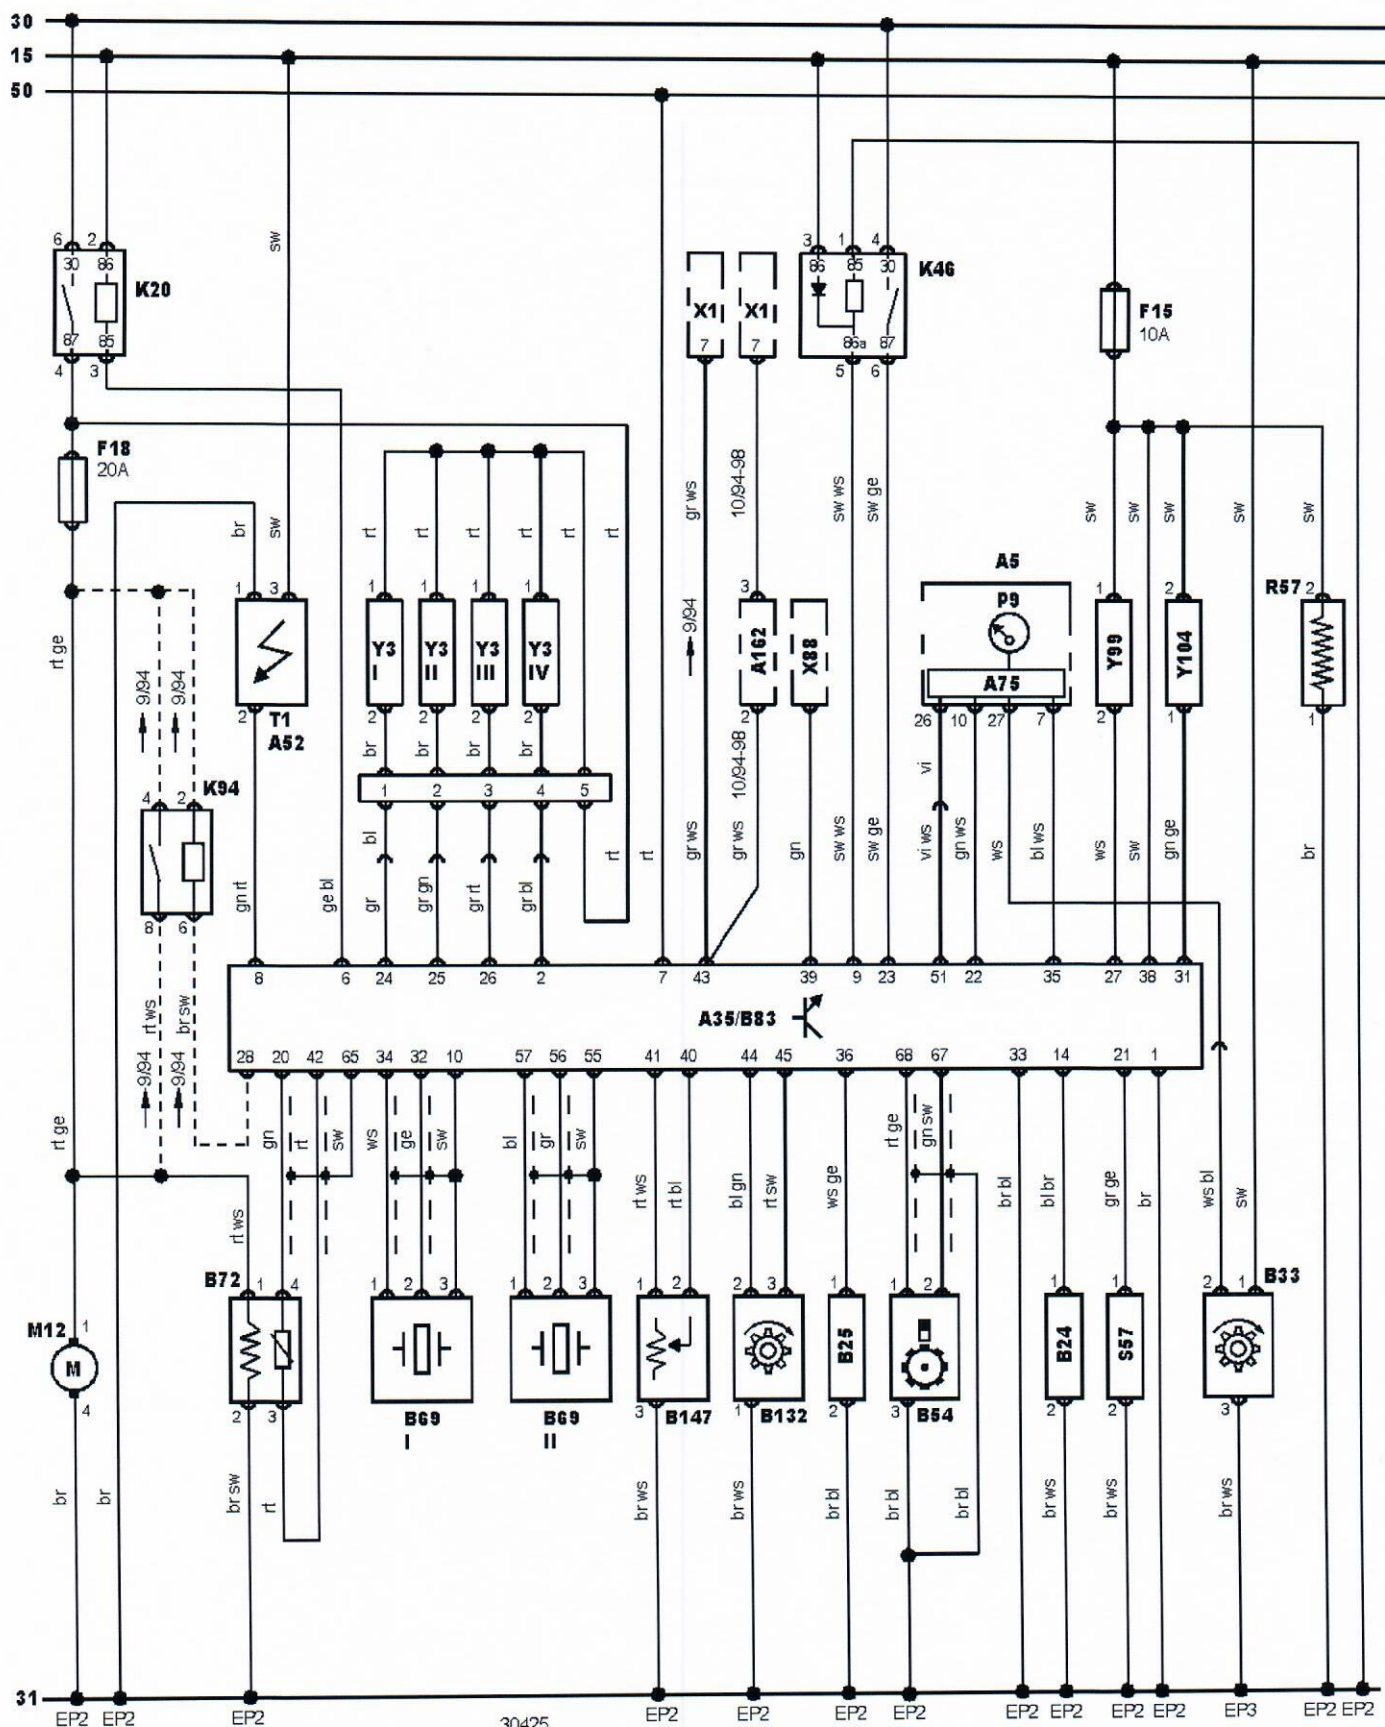 30
15
50
6 2
30 86
K20
87 85
4 3
sw
3 1 4
86 85 30
K46
86a 87
5 6
X1 X1
7 7
F15
10A
F18
20A
br sw rt rt rt rt rt rt
gr ws 10/94-98 sw ws sw ge
sw sw sw sw sw
1 3 1 1 1 1
Y3 Y3 Y3 Y3
I II III IV
2 2 2 2 2
T1
A52
9/94
3
A162
2
X88
A5
P9
A75
26 10 27 7
1 2
Y99 Y104
2 1
R57 2
1
rt ge
9/94 9/94
br br br br
1 2 3 4 5
K94
4 2
8 6
vi
10/94-98
gn rt ge bl
bl
gr gr gn gr rt gr bl
rt rt
gr ws gr ws gn sw ws sw ge
vi ws gn ws ws bl ws ws sw gn ge br
8 6 24 25 26 2 7 43 39 9 23 51 22 35 27 38 31
A35/B83
28 20 42 65 34 32 10 57 56 55 41 40 44 45 36 68 67 33 14 21 1
rt ws br sw
9/94 9/94
rt ge
gn rt sw ws ge sw bl gr sw
rt ge gn sw
rt ws
rt ws rt bl bl gn rt sw ws ge
br bl bl br gr ge br ws bl sw
B72 1 4
1 2 3
1 2 3
1 2
2 3
1
1 2
1
1
2 1 B33
M12 1
M
4
2 3
B69
I
B69
II
3 B147
1 B132
B25
2
3 B54
B24
2
S57
2
3
br br br sw rt
br ws br ws br bl br bl br bl br ws br ws br ws
31
EP2 EP2 EP2 EP2 EP2 EP2 EP2 EP2 EP2 EP2 EP2 EP3 EP2 EP2
30425